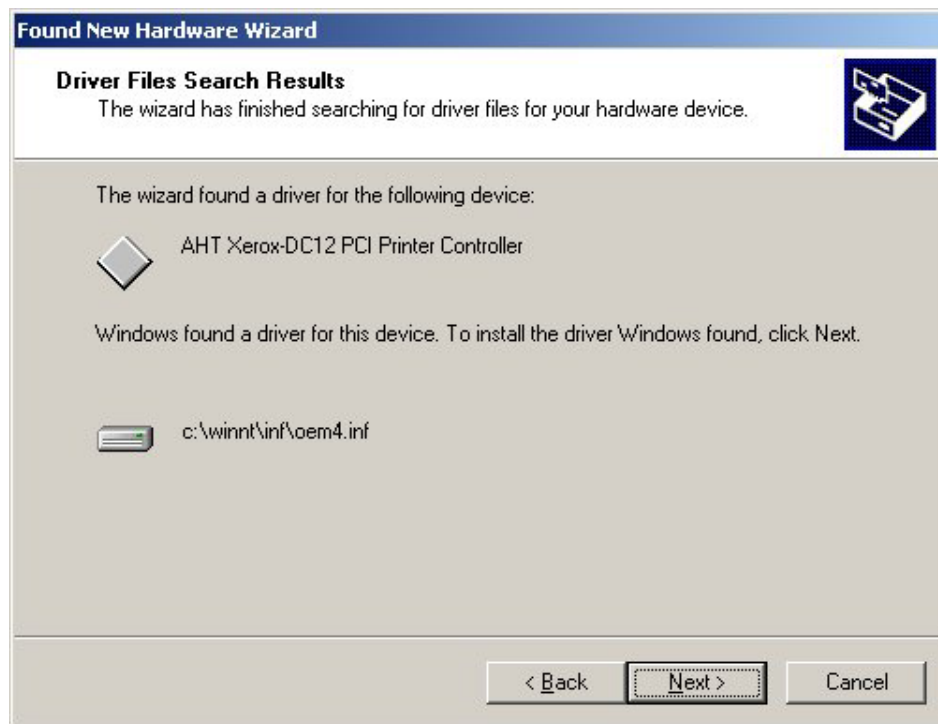 Found New Hardware Wizard
Driver Files Search Results
The wizard has finished searching for driver files for your hardware device.
The wizard found a driver for the following device:
AHT Xerox-DC12 PCI Printer Controller
Windows found a driver for this device. To install the driver Windows found, click Next.
c:\winnt\inf\oem4.inf
< Back Next > Cancel